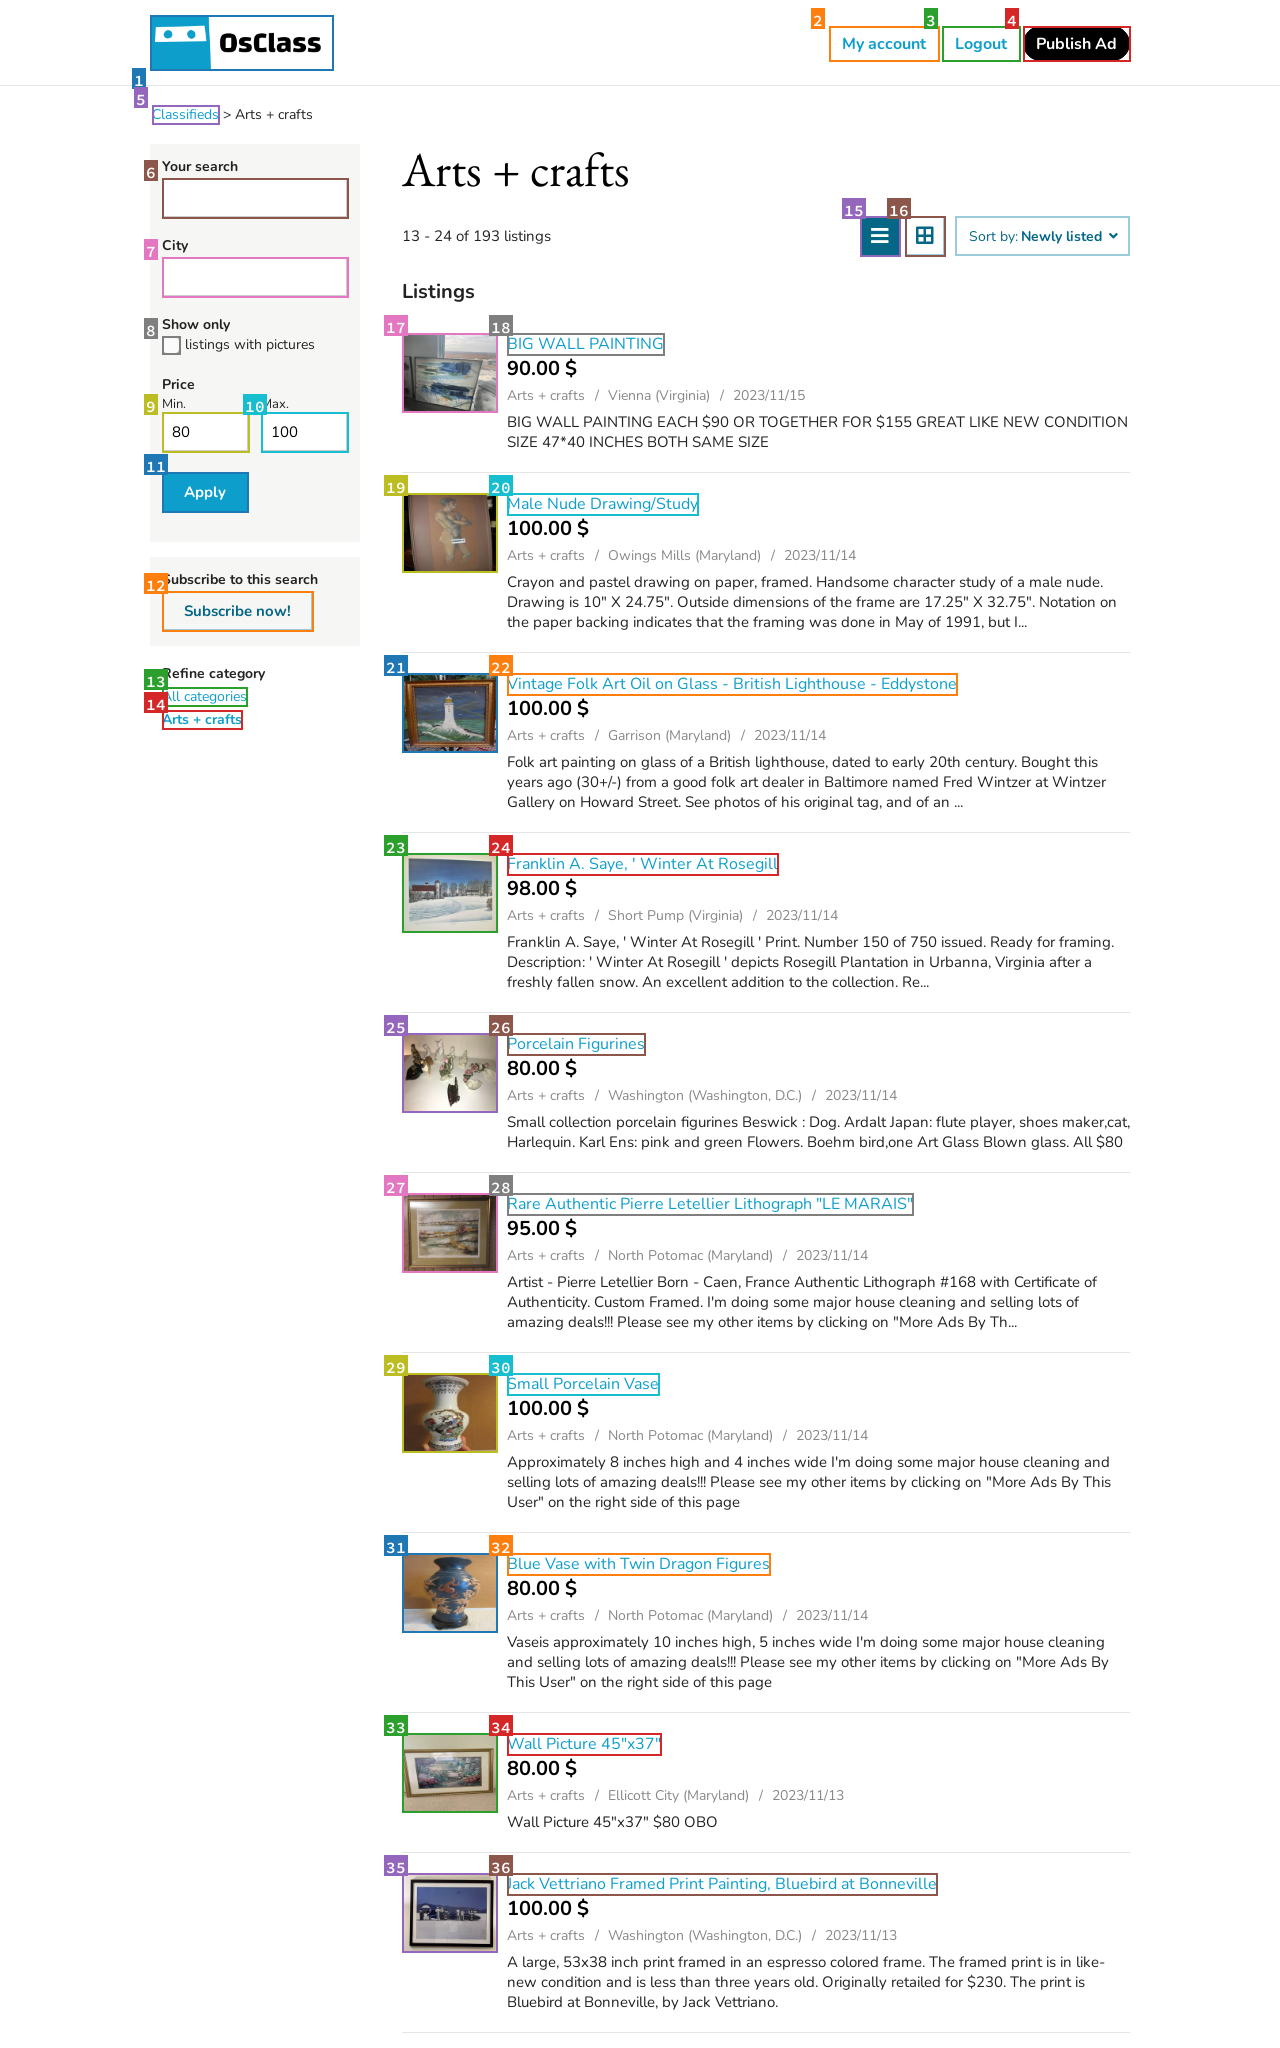 OsClass
1
2
3
4
My account
Logout
Publish Ad
5
Classifieds > Arts + crafts
6
Your search
7
City
8
Show only
listings with pictures
Price
9
Min.
10
Max.
80
100
11
Apply
12
Subscribe to this search
Subscribe now!
Refine category
13
All categories
14
Arts + crafts
Arts + crafts
13 - 24 of 193 listings
15
16
Sort by: Newly listed
Listings
17
18
BIG WALL PAINTING
90.00 $
Arts + crafts / Vienna (Virginia) / 2023/11/15
BIG WALL PAINTING EACH $90 OR TOGETHER FOR $155 GREAT LIKE NEW CONDITION
SIZE 47*40 INCHES BOTH SAME SIZE
19
20
Male Nude Drawing/Study
100.00 $
Arts + crafts / Owings Mills (Maryland) / 2023/11/14
Crayon and pastel drawing on paper, framed. Handsome character study of a male nude.
Drawing is 10" X 24.75". Outside dimensions of the frame are 17.25" X 32.75". Notation on
the paper backing indicates that the framing was done in May of 1991, but I...
21
22
Vintage Folk Art Oil on Glass - British Lighthouse - Eddystone
100.00 $
Arts + crafts / Garrison (Maryland) / 2023/11/14
Folk art painting on glass of a British lighthouse, dated to early 20th century. Bought this
years ago (30+/-) from a good folk art dealer in Baltimore named Fred Wintzer at Wintzer
Gallery on Howard Street. See photos of his original tag, and of an ...
23
24
Franklin A. Saye, ' Winter At Rosegill
98.00 $
Arts + crafts / Short Pump (Virginia) / 2023/11/14
Franklin A. Saye, ' Winter At Rosegill ' Print. Number 150 of 750 issued. Ready for framing.
Description: ' Winter At Rosegill ' depicts Rosegill Plantation in Urbanna, Virginia after a
freshly fallen snow. An excellent addition to the collection. Re...
25
26
Porcelain Figurines
80.00 $
Arts + crafts / Washington (Washington, D.C.) / 2023/11/14
Small collection porcelain figurines Beswick : Dog. Ardalt Japan: flute player, shoes maker,cat,
Harlequin. Karl Ens: pink and green Flowers. Boehm bird,one Art Glass Blown glass. All $80
27
28
Rare Authentic Pierre Letellier Lithograph "LE MARAIS"
95.00 $
Arts + crafts / North Potomac (Maryland) / 2023/11/14
Artist - Pierre Letellier Born - Caen, France Authentic Lithograph #168 with Certificate of
Authenticity. Custom Framed. I'm doing some major house cleaning and selling lots of
amazing deals!!! Please see my other items by clicking on "More Ads By Th...
29
30
Small Porcelain Vase
100.00 $
Arts + crafts / North Potomac (Maryland) / 2023/11/14
Approximately 8 inches high and 4 inches wide I'm doing some major house cleaning and
selling lots of amazing deals!!! Please see my other items by clicking on "More Ads By This
User" on the right side of this page
31
32
Blue Vase with Twin Dragon Figures
80.00 $
Arts + crafts / North Potomac (Maryland) / 2023/11/14
Vaseis approximately 10 inches high, 5 inches wide I'm doing some major house cleaning
and selling lots of amazing deals!!! Please see my other items by clicking on "More Ads By
This User" on the right side of this page
33
34
Wall Picture 45"x37"
80.00 $
Arts + crafts / Ellicott City (Maryland) / 2023/11/13
Wall Picture 45"x37" $80 OBO
35
36
Jack Vettriano Framed Print Painting, Bluebird at Bonneville
100.00 $
Arts + crafts / Washington (Washington, D.C.) / 2023/11/13
A large, 53x38 inch print framed in an espresso colored frame. The framed print is in like-
new condition and is less than three years old. Originally retailed for $230. The print is
Bluebird at Bonneville, by Jack Vettriano.